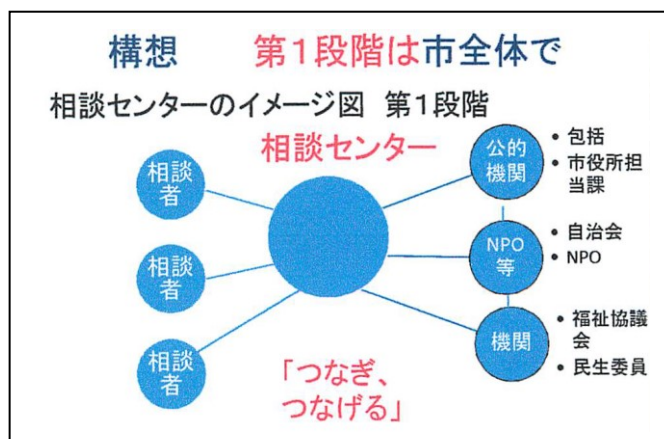 構想　第１段階は市全体で
相談センターのイメージ図　第１段階
相談センター
相談
者
相談
者
相談
者
公的
機関
• 包括
• 市役所担
当課
NPO
等
• 自治会
• NPO
機関
• 福祉協議
会
• 民生委員
「つなぎ、
つなげる」